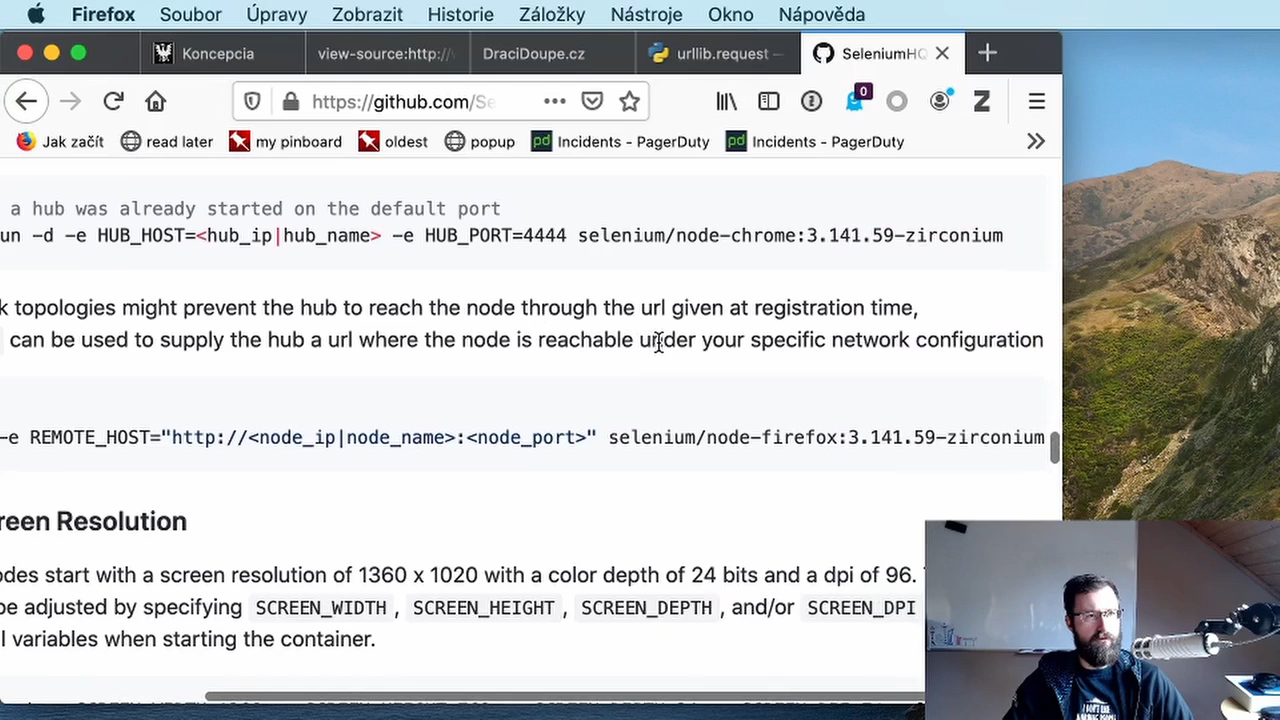 Firefox Soubor Úpravy Zobrazit Historie Záložky Nástroje Okno Nápověda
Koncepcia view-source:http:// DraciDoupe.cz urllib.request — SeleniumHQ
https://github.com/Se
0
Z
Jak začít read later my pinboard oldest popup pd Incidents - PagerDuty pd Incidents - PagerDuty
a hub was already started on the default port
un -d -e HUB_HOST=<hub_ip|hub_name> -e HUB_PORT=4444 selenium/node-chrome:3.141.59-zirconium
k topologies might prevent the hub to reach the node through the url given at registration time,
can be used to supply the hub a url where the node is reachable under your specific network configuration
-e REMOTE_HOST="http://<node_ip|node_name>:<node_port>" selenium/node-firefox:3.141.59-zirconium
reen Resolution
odes start with a screen resolution of 1360 x 1020 with a color depth of 24 bits and a dpi of 96.
be adjusted by specifying SCREEN_WIDTH , SCREEN_HEIGHT , SCREEN_DEPTH , and/or SCREEN_DPI
l variables when starting the container.